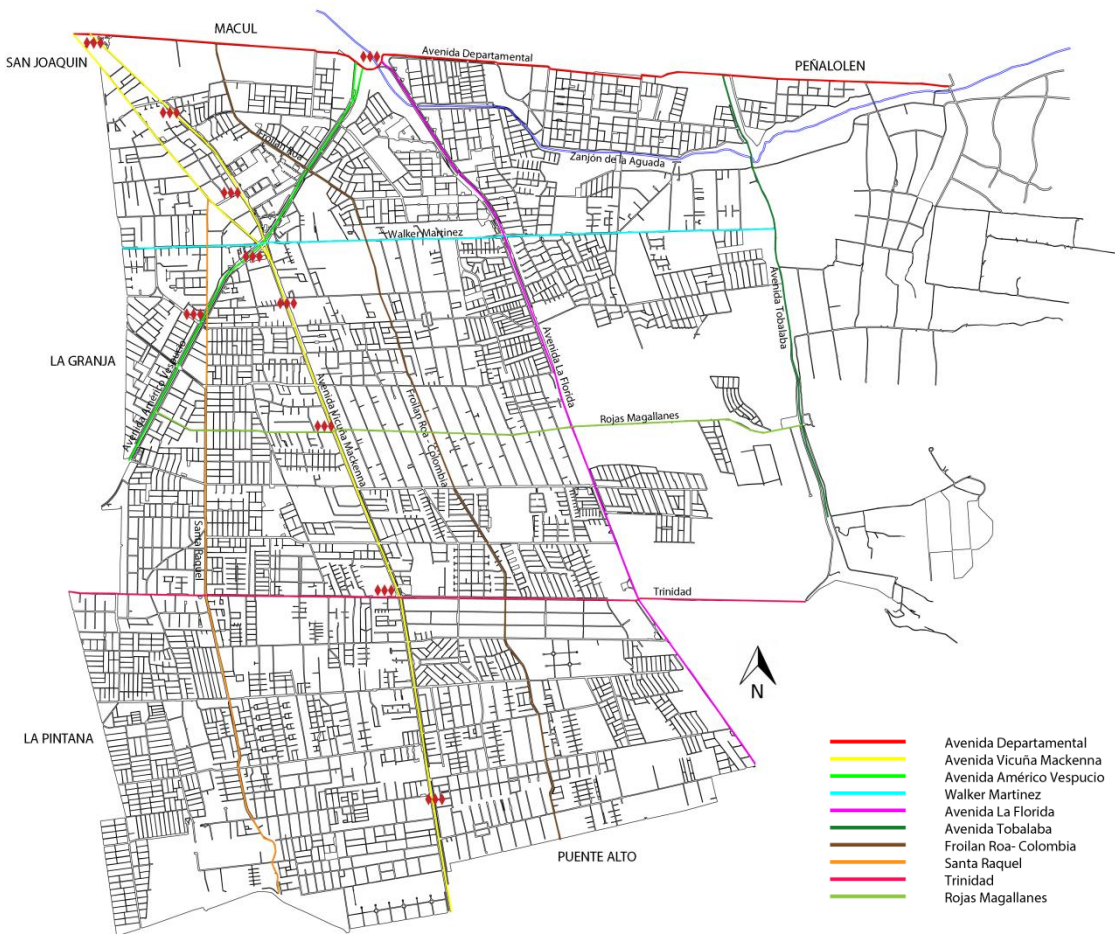 MACUL
SAN JOAQUIN
Avenida Departamental
PEÑALOLEN
Froilan Roa
Zanjón de la Aguada
Walker Martinez
Avenida Tobalaba
LA GRANJA
Avenida Américo Vespucio
Avenida La Florida
Avenida Vicuña Mackenna
Froilan Roa - Colombia
Rojas Magallanes
Santa Raquel
Trinidad
N
LA PINTANA
PUENTE ALTO
Avenida Departamental
Avenida Vicuña Mackenna
Avenida Américo Vespucio
Walker Martinez
Avenida La Florida
Avenida Tobalaba
Froilan Roa- Colombia
Santa Raquel
Trinidad
Rojas Magallanes